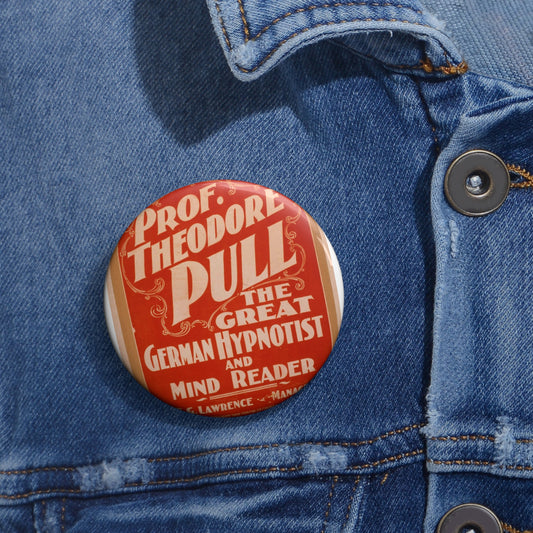 PROF.
THEODORE
PULL
THE
GREAT
GERMAN HYPNOTIST
AND
MIND READER
G. LAWRENCE